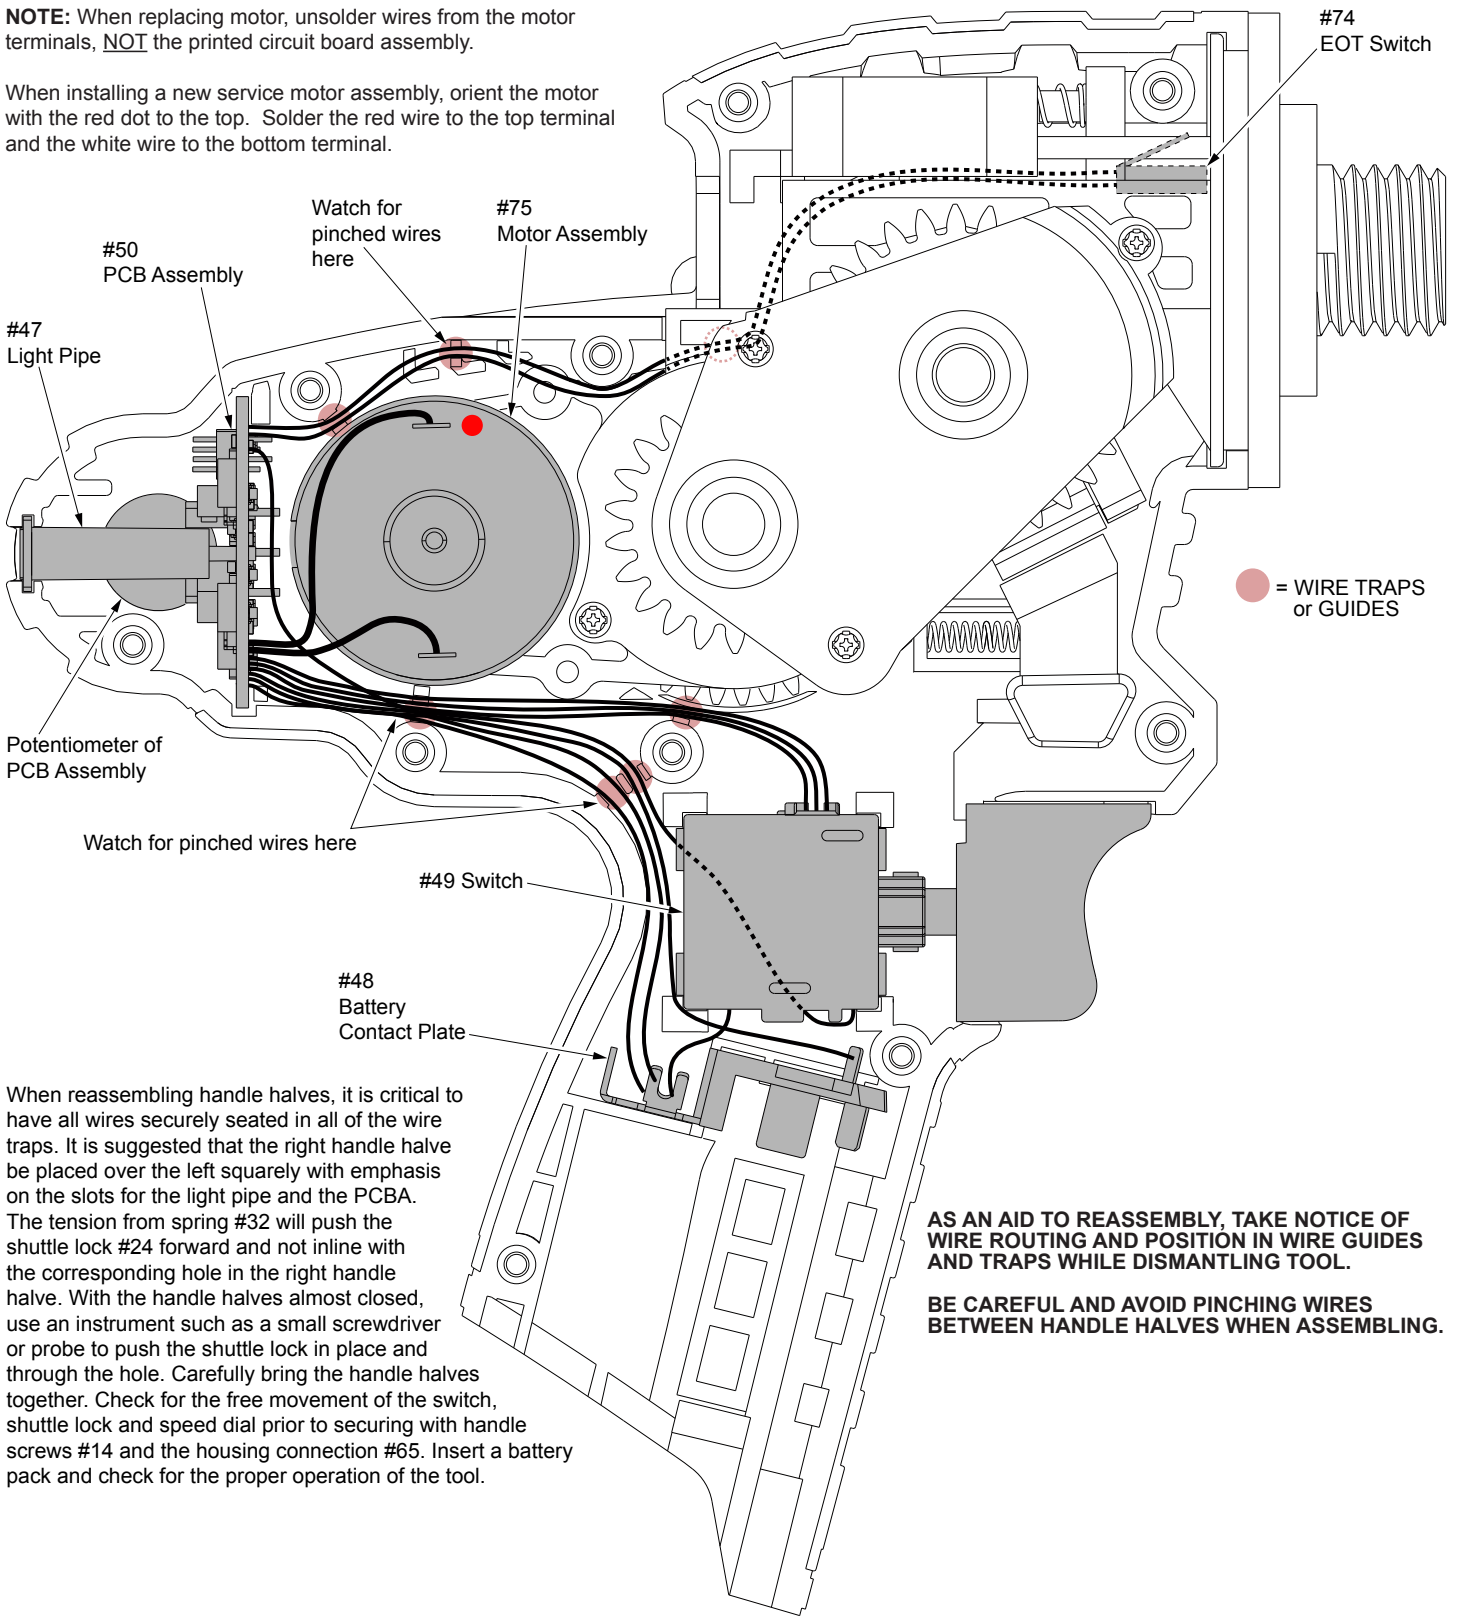 NOTE: When replacing motor, unsolder wires from the motor
terminals, NOT the printed circuit board assembly.
When installing a new service motor assembly, orient the motor
with the red dot to the top.  Solder the red wire to the top terminal
and the white wire to the bottom terminal.
#74
EOT Switch
Watch for
pinched wires
here
#75
Motor Assembly
#50
PCB Assembly
#47
Light Pipe
= WIRE TRAPS
or GUIDES
Potentiometer of
PCB Assembly
Watch for pinched wires here
#49 Switch
#48
Battery
Contact Plate
When reassembling handle halves, it is critical to
have all wires securely seated in all of the wire
traps. It is suggested that the right handle halve
be placed over the left squarely with emphasis
on the slots for the light pipe and the PCBA.
The tension from spring #32 will push the
shuttle lock #24 forward and not inline with
the corresponding hole in the right handle
halve. With the handle halves almost closed,
use an instrument such as a small screwdriver
or probe to push the shuttle lock in place and
through the hole. Carefully bring the handle halves
together. Check for the free movement of the switch,
shuttle lock and speed dial prior to securing with handle
screws #14 and the housing connection #65. Insert a battery
pack and check for the proper operation of the tool.
AS AN AID TO REASSEMBLY, TAKE NOTICE OF
WIRE ROUTING AND POSITION IN WIRE GUIDES
AND TRAPS WHILE DISMANTLING TOOL.
BE CAREFUL AND AVOID PINCHING WIRES
BETWEEN HANDLE HALVES WHEN ASSEMBLING.